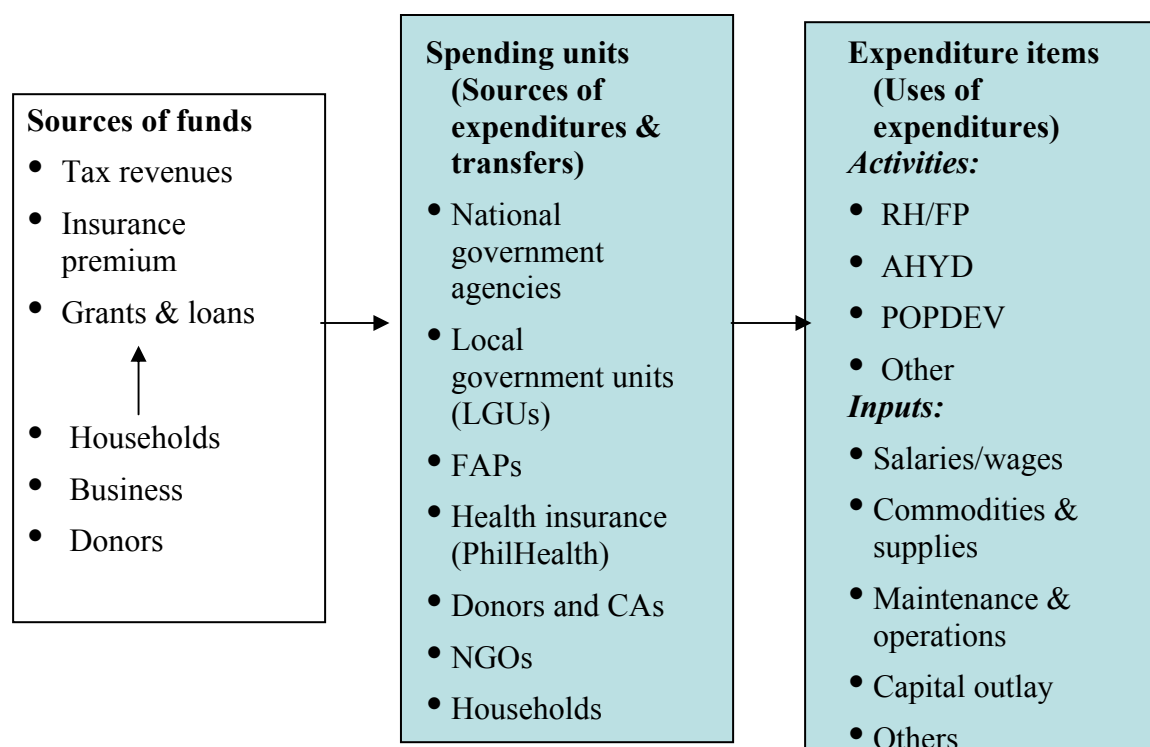 Sources of funds
• Tax revenues
• Insurance
premium
• Grants & loans
• Households
• Business
• Donors
Spending units
(Sources of
expenditures &
transfers)
• National
government
agencies
• Local
government units
(LGUs)
• FAPs
• Health insurance
(PhilHealth)
• Donors and CAs
• NGOs
• Households
Expenditure items
(Uses of
expenditures)
Activities:
• RH/FP
• AHYD
• POPDEV
• Other
Inputs:
• Salaries/wages
• Commodities &
supplies
• Maintenance &
operations
• Capital outlay
• Others